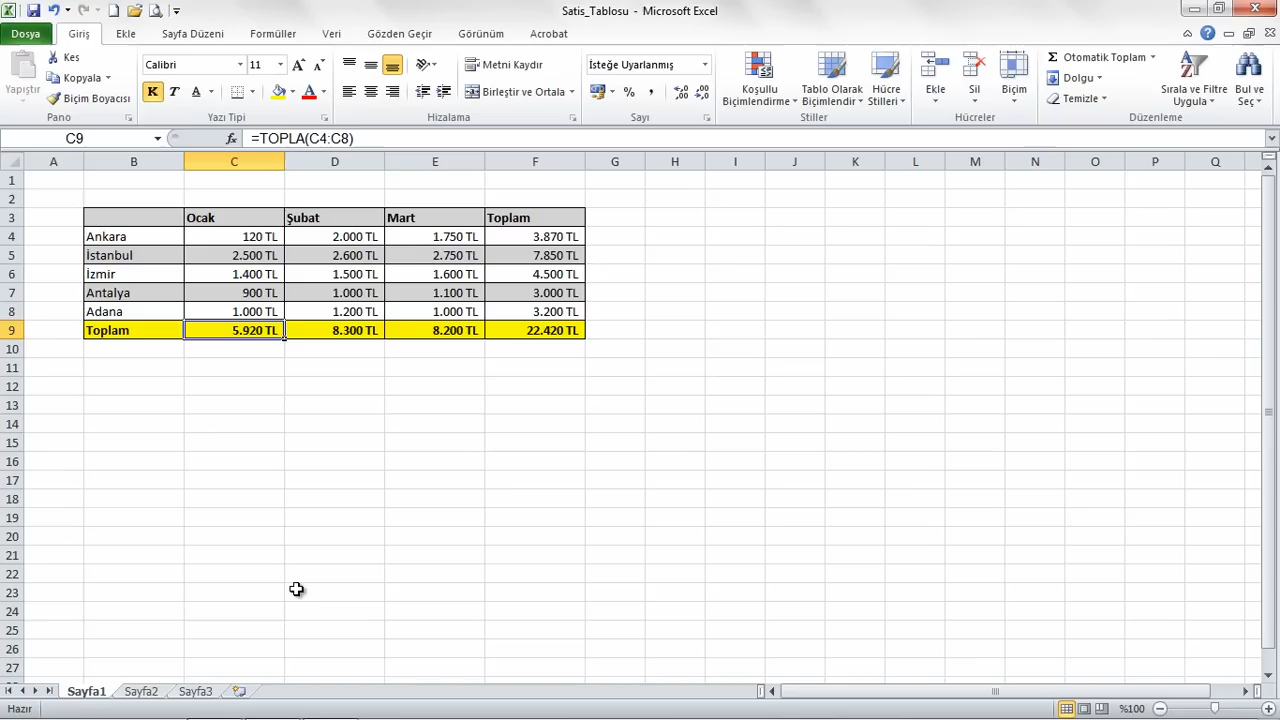 Satis_Tablosu - Microsoft Excel
Dosya Giriş Ekle Sayfa Düzeni Formüller Veri Gözden Geçir Görünüm Acrobat
Yapıştır
Kes
Kopyala
Biçim Boyacısı
Pano
Calibri 11
K T A
Yazı Tipi
Metni Kaydır
Birleştir ve Ortala
Hizalama
İsteğe Uyarlanmış
% ,
Sayı
Koşullu Biçimlendirme
Tablo Olarak Biçimlendir
Hücre Stilleri
Stiller
Ekle Sil Biçim
Hücreler
Σ Otomatik Toplam
Dolgu
Temizle
Sırala ve Filtre Uygula
Bul ve Seç
Düzenleme
C9 fx =TOPLA(C4:C8)
A B C D E F G H I J K L M N O P Q
1
2
3 Ocak Şubat Mart Toplam
4 Ankara 120 TL 2.000 TL 1.750 TL 3.870 TL
5 İstanbul 2.500 TL 2.600 TL 2.750 TL 7.850 TL
6 İzmir 1.400 TL 1.500 TL 1.600 TL 4.500 TL
7 Antalya 900 TL 1.000 TL 1.100 TL 3.000 TL
8 Adana 1.000 TL 1.200 TL 1.000 TL 3.200 TL
9 Toplam 5.920 TL 8.300 TL 8.200 TL 22.420 TL
10
11
12
13
14
15
16
17
18
19
20
21
22
23
24
25
26
27
Sayfa1 Sayfa2 Sayfa3
Hazır %100